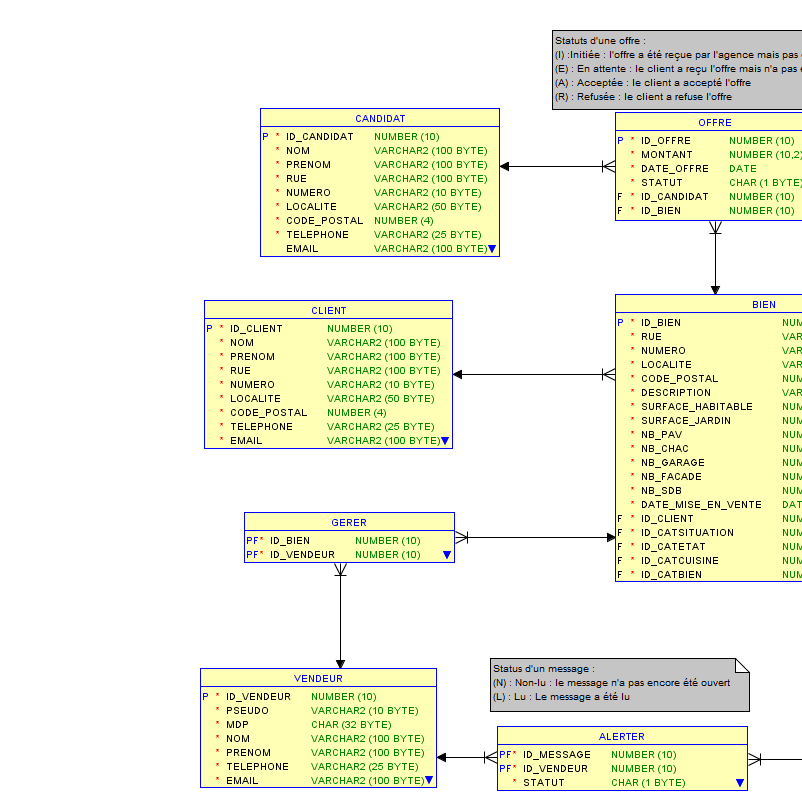 Statuts d'une offre :
(I) :Initiée : l'offre a été reçue par l'agence mais pas
(E) : En attente : le client a reçu l'offre mais n'a pas
(A) : Acceptée : le client a accepté l'offre
(R) : Refusée : le client a refuse l'offre
CANDIDAT
P * ID_CANDIDAT NUMBER (10)
* NOM VARCHAR2 (100 BYTE)
* PRENOM VARCHAR2 (100 BYTE)
* RUE VARCHAR2 (100 BYTE)
* NUMERO VARCHAR2 (10 BYTE)
* LOCALITE VARCHAR2 (50 BYTE)
* CODE_POSTAL NUMBER (4)
* TELEPHONE VARCHAR2 (25 BYTE)
EMAIL VARCHAR2 (100 BYTE)
OFFRE
P * ID_OFFRE NUMBER (10)
* MONTANT NUMBER (10,2)
* DATE_OFFRE DATE
* STATUT CHAR (1 BYTE)
F * ID_CANDIDAT NUMBER (10)
F * ID_BIEN NUMBER (10)
CLIENT
P * ID_CLIENT NUMBER (10)
* NOM VARCHAR2 (100 BYTE)
* PRENOM VARCHAR2 (100 BYTE)
* RUE VARCHAR2 (100 BYTE)
* NUMERO VARCHAR2 (10 BYTE)
* LOCALITE VARCHAR2 (50 BYTE)
* CODE_POSTAL NUMBER (4)
* TELEPHONE VARCHAR2 (25 BYTE)
* EMAIL VARCHAR2 (100 BYTE)
BIEN
P * ID_BIEN NUM
* RUE VAR
* NUMERO VAR
* LOCALITE VAR
* CODE_POSTAL NUM
* DESCRIPTION VAR
* SURFACE_HABITABLE NUM
* SURFACE_JARDIN NUM
* NB_PAV NUM
* NB_CHAC NUM
* NB_GARAGE NUM
* NB_FACADE NUM
* NB_SDB NUM
* DATE_MISE_EN_VENTE DAT
F * ID_CLIENT NUM
F * ID_CATSITUATION NUM
F * ID_CATETAT NUM
F * ID_CATCUISINE NUM
F * ID_CATBIEN NUM
GERER
PF* ID_BIEN NUMBER (10)
PF* ID_VENDEUR NUMBER (10)
VENDEUR
P * ID_VENDEUR NUMBER (10)
* PSEUDO VARCHAR2 (10 BYTE)
* MDP CHAR (32 BYTE)
* NOM VARCHAR2 (100 BYTE)
* PRENOM VARCHAR2 (100 BYTE)
* TELEPHONE VARCHAR2 (25 BYTE)
* EMAIL VARCHAR2 (100 BYTE)
Status d'un message :
(N) : Non-lu : le message n'a pas encore été ouvert
(L) : Lu : Le message a été lu
ALERTER
PF* ID_MESSAGE NUMBER (10)
PF* ID_VENDEUR NUMBER (10)
* STATUT CHAR (1 BYTE)